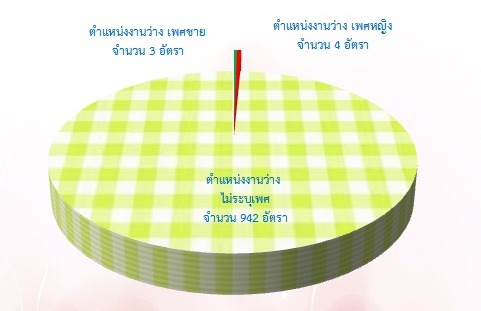 ตำแหน่งงานว่าง เพศชาย
จำนวน 3 อัตรา
ตำแหน่งงานว่าง เพศหญิง
จำนวน 4 อัตรา
ตำแหน่งงานว่าง
ไม่ระบุเพศ
จำนวน 942 อัตรา